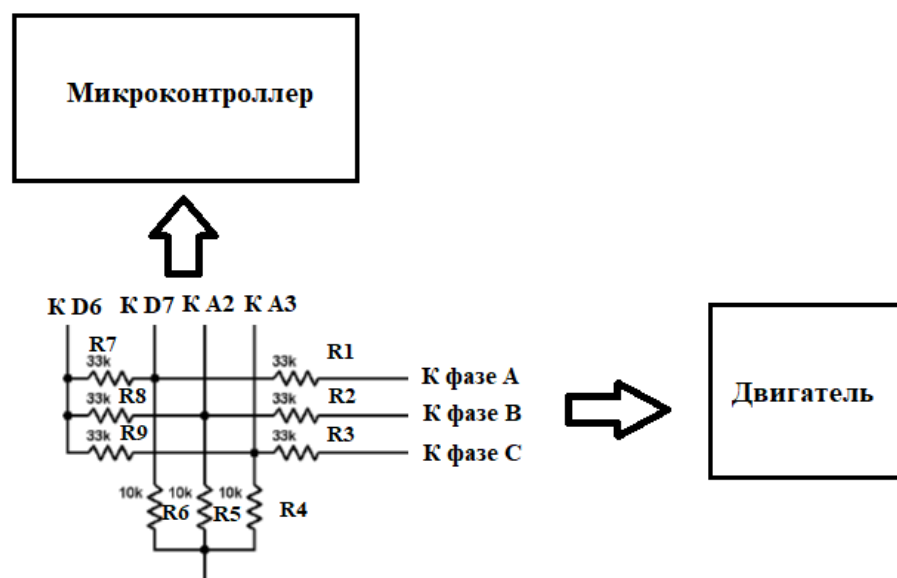 Микроконтроллер
К D6 К D7 К A2 К A3
R7
33k
33k
R1
К фазе А
33k
R8
33k
R2
К фазе В
33k
R9
33k
R3
К фазе С
Двигатель
10k
R6
10k
R5
10k
R4